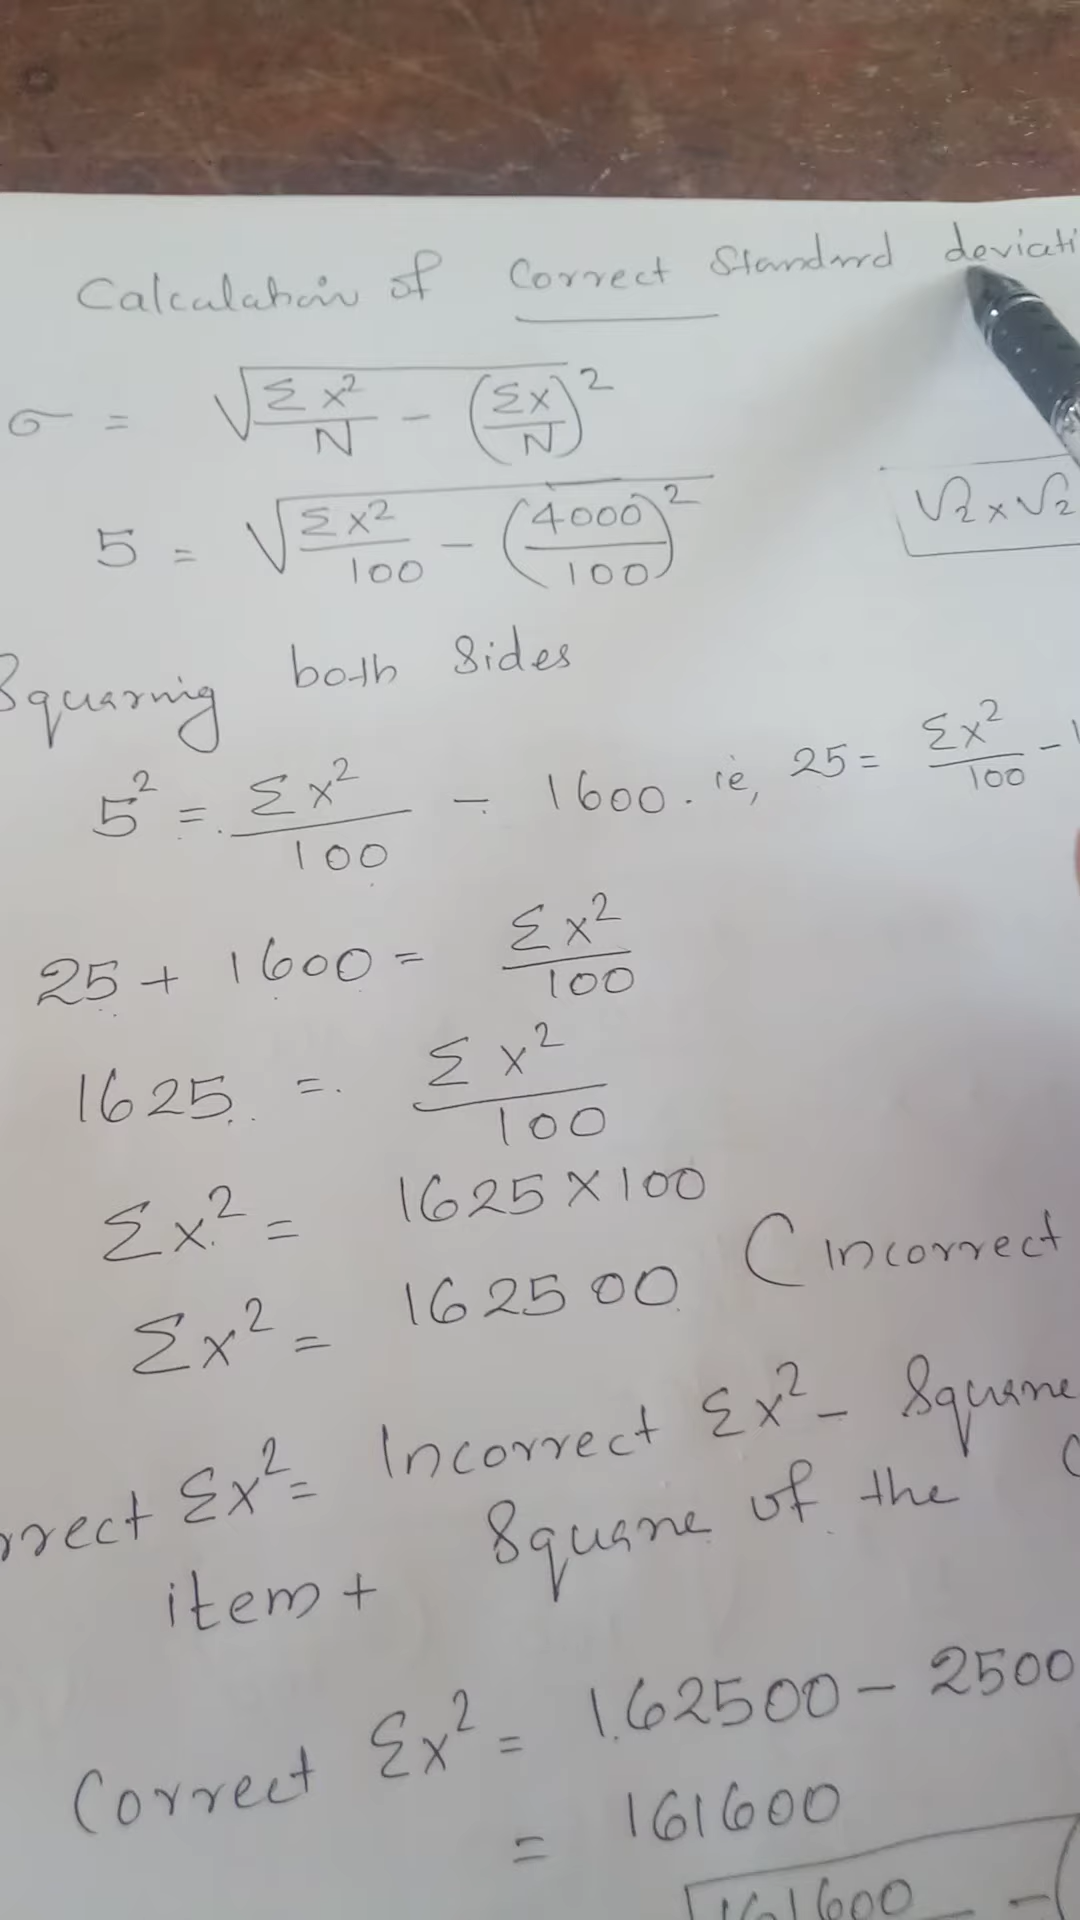 Calculation of Correct Standard deviati
σ = √Σx²/N - (Σx/N)²
5 = √Σx²/100 - (4000/100)²
√2 x √2
Squaring both Sides
5² = Σx²/100 - 1600. ie, 25 = Σx²/100 - 1
25 + 1600 = Σx²/100
1625 = Σx²/100
Σx² = 1625 X 100
Σx² = 162500 (incorrect
rrect Σx² = Incorrect Σx² - Square
item + Square of the
Correct Σx² = 162500 - 2500
= 161600
√161600 - (